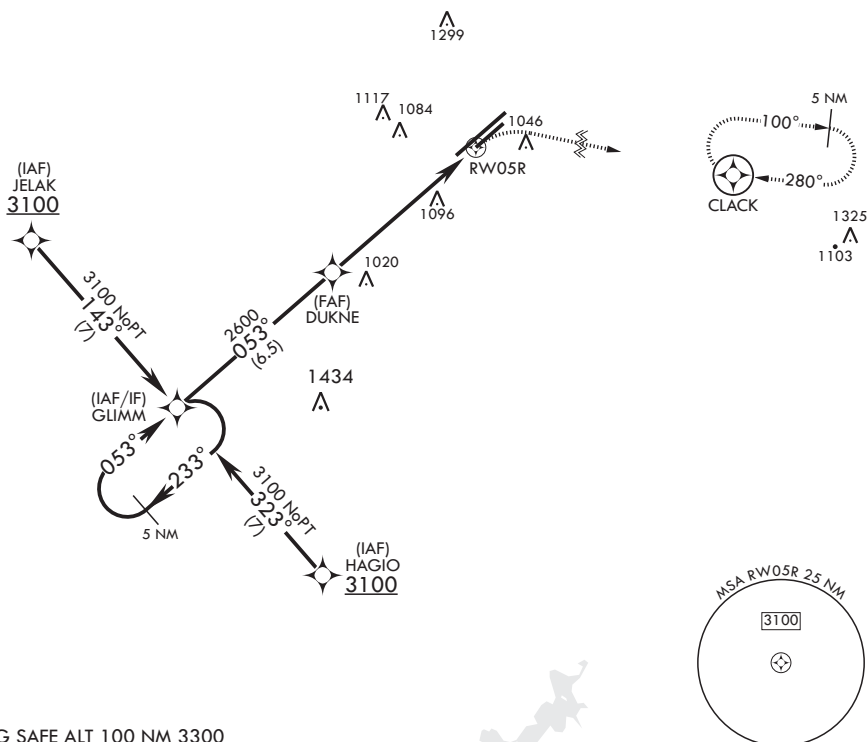 1299
1117
1084
1046
RW05R
5 NM
100°
280°
CLACK
1325
1103
(IAF)
JELAK
3100
1096
1020
(FAF)
DUKNE
3100 NoPT
143°
(7)
2600
053°
(6.5)
(IAF/IF)
GLIMM
1434
053°
233°
5 NM
3100 NoPT
323°
(7)
(IAF)
HAGIO
3100
MSA RW05R 25 NM
3100
G SAFE ALT 100 NM 3300